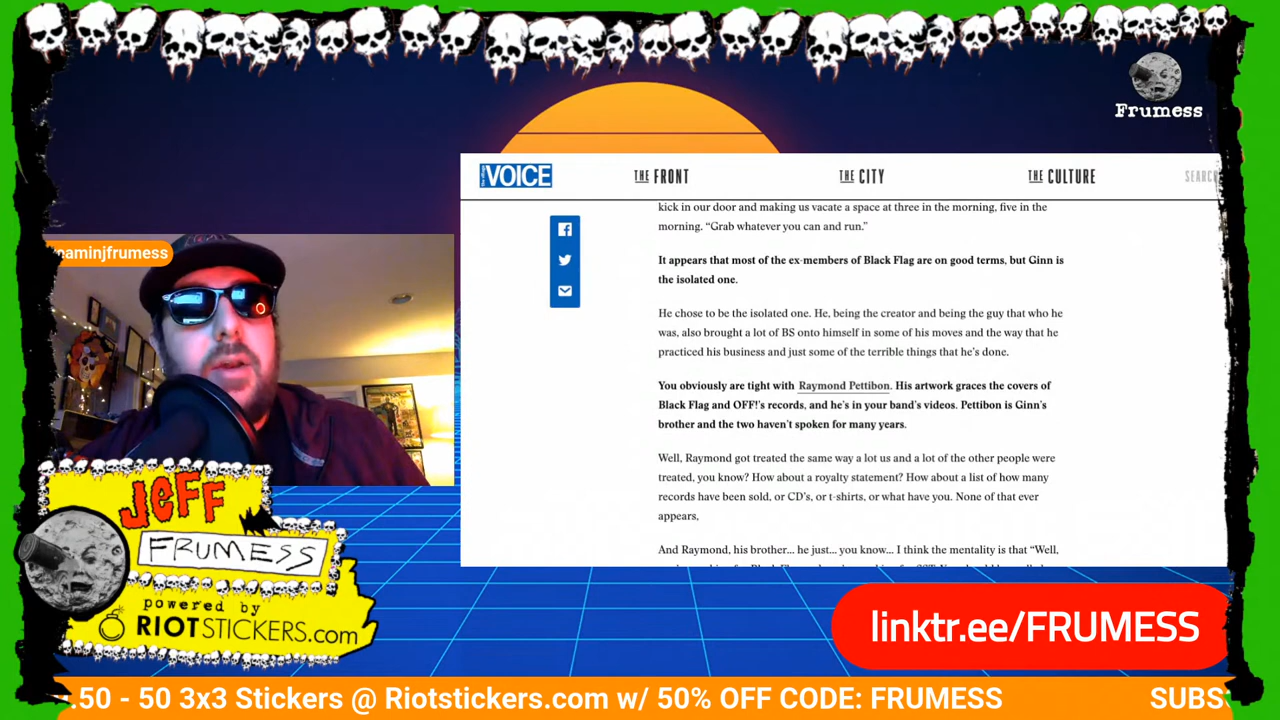 Frumess
VOICE
THE FRONT
THE CITY
THE CULTURE
kick in our door and making us vacate a space at three in the morning, five in the
morning. “Grab whatever you can and run.”
It appears that most of the ex-members of Black Flag are on good terms, but Ginn is
the isolated one.
He chose to be the isolated one. He, being the creator and being the guy that who he
was, also brought a lot of BS onto himself in some of his moves and the way that he
practiced his business and just some of the terrible things that he’s done.
You obviously are tight with Raymond Pettibon. His artwork graces the covers of
Black Flag and OFF!’s records, and he’s in your band’s videos. Pettibon is Ginn’s
brother and the two haven’t spoken for many years.
Well, Raymond got treated the same way a lot us and a lot of the other people were
treated, you know? How about a royalty statement? How about a list of how many
records have been sold, or CD’s, or t-shirts, or what have you. None of that ever
appears,
And Raymond, his brother... he just... you know... I think the mentality is that “Well,
eaminjfrumess
JEFF
FRUMESS
powered by
RIOTSTICKERS.com
linktr.ee/FRUMESS
.50 - 50 3x3 Stickers @ Riotstickers.com w/ 50% OFF CODE: FRUMESS
SUBS